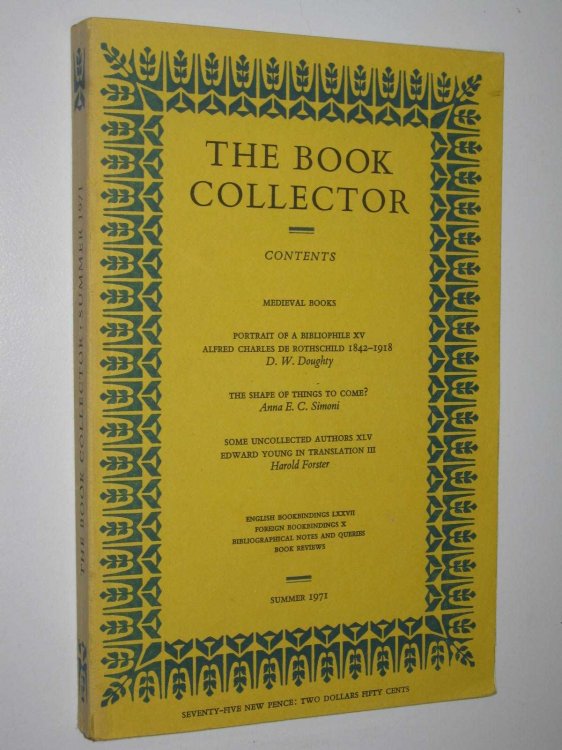 THE BOOK
COLLECTOR
CONTENTS
MEDIEVAL BOOKS
PORTRAIT OF A BIBLIOPHILE XV
ALFRED CHARLES DE ROTHSCHILD 1842–1918
D. W. Doughty
THE SHAPE OF THINGS TO COME?
Anna E. C. Simoni
SOME UNCOLLECTED AUTHORS XLV
EDWARD YOUNG IN TRANSLATION III
Harold Forster
ENGLISH BOOKBINDINGS LXXVII
FOREIGN BOOKBINDINGS X
BIBLIOGRAPHICAL NOTES AND QUERIES
BOOK REVIEWS
SUMMER 1971
SEVENTY-FIVE NEW PENCE: TWO DOLLARS FIFTY CENTS
THE BOOK COLLECTOR: SUMMER 1971